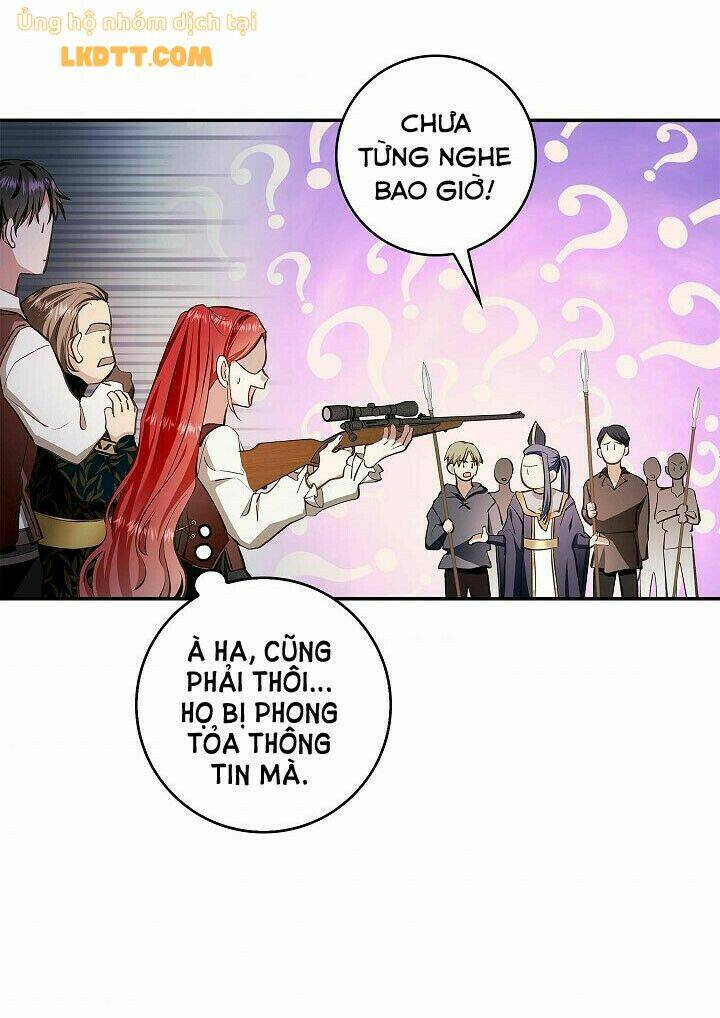 Ủng hộ nhóm dịch tại
LKDTT.COM
CHƯA
TỪNG NGHE
BAO GIỜ!
À HA, CŨNG
PHẢI THÔI...
HỌ BỊ PHONG
TỎA THÔNG
TIN MÀ.